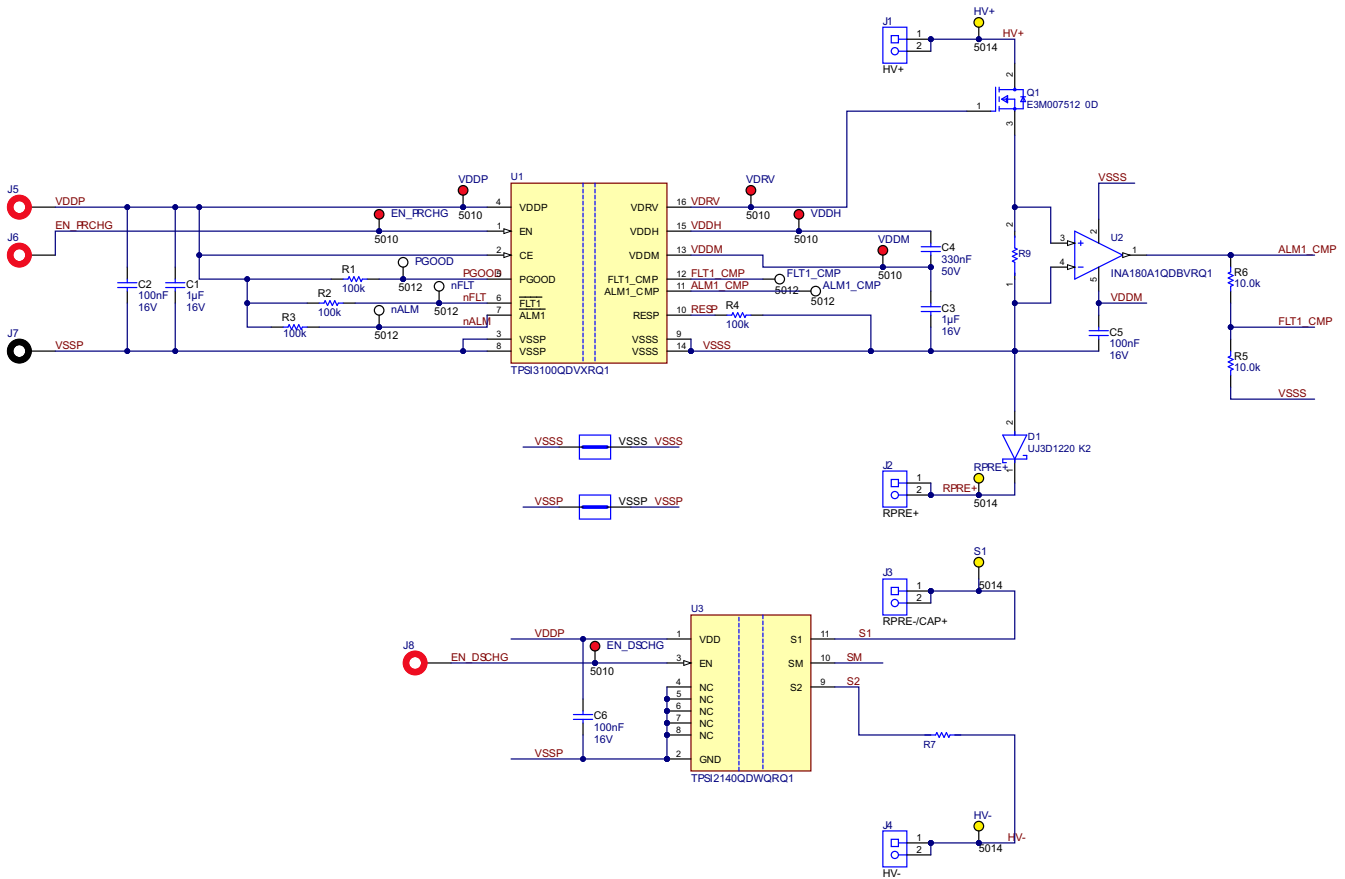 HV+
J1
1
2
HV+
5014
HV+
2
Q1
E3M007512 0D
1
3
J5
VDDP
J6
EN_PRCHG
J7
VSSP
C2
100nF
16V
C1
1µF
16V
R1
100k
R2
100k
R3
100k
EN_PRCHG
5010
VDDP
5010
PGOOD
5012
PGOOD
nFLT
5012
nFLT
nALM
5012
nALM
U1
4
VDDP
1
EN
2
CE
5
PGOOD
6
FLT1
7
ALM1
3
VSSP
8
VSSP
VDRV
16
VDRV
VDDH
15
VDDH
VDDM
13
VDDM
FLT1_CMP
12
FLT1_CMP
ALM1_CMP
11
ALM1_CMP
RESP
10
RESP
VSSS
9
VSSS
14
VSSS
TPSI3100QDVXRQ1
VDRV
5010
VDDH
5010
VDDM
5010
FLT1_CMP
5012
ALM1_CMP
5012
R4
100k
C4
330nF
50V
C3
1µF
16V
2
R9
1
VSSS
2
U2
3
4
1
5
INA180A1QDBVRQ1
VDDM
C5
100nF
16V
ALM1_CMP
R6
10.0k
FLT1_CMP
R5
10.0k
VSSS
VSSS VSSS VSSS
VSSP VSSP VSSP
2
D1
UJ3D1220 K2
1
J2
1
2
RPRE+
RPRE+
RPRE+
5014
S1
5014
J3
1
2
RPRE-/CAP+
J8
EN_DSCHG
VDDP
EN_DSCHG
5010
C6
100nF
16V
VSSP
U3
1
VDD
3
EN
4
NC
5
NC
6
NC
7
NC
8
NC
2
GND
S1
11
S1
SM
10
SM
S2
9
S2
TPSI2140QDWQRQ1
R7
J4
1
2
HV-
HV-
5014
HV-